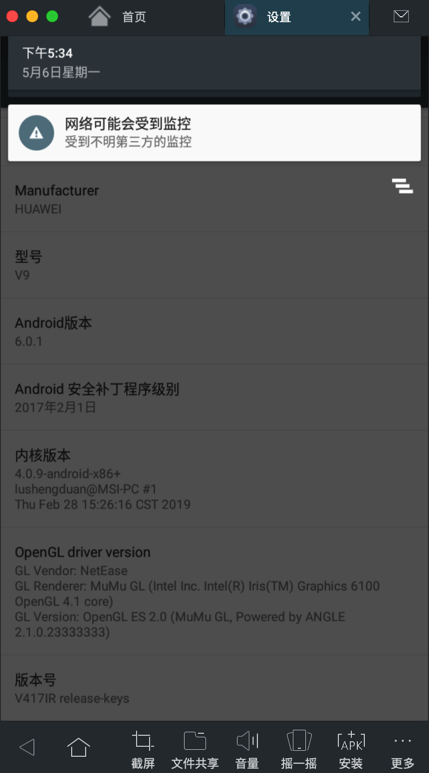 首页
设置
下午5:34
5月6日星期一
网络可能会受到监控
受到不明第三方的监控
Manufacturer
HUAWEI
型号
V9
Android版本
6.0.1
Android 安全补丁程序级别
2017年2月1日
内核版本
4.0.9-android-x86+
lushengduan@MSI-PC #1
Thu Feb 28 15:26:16 CST 2019
OpenGL driver version
GL Vendor: NetEase
GL Renderer: MuMu GL (Intel Inc. Intel(R) Iris(TM) Graphics 6100
OpenGL 4.1 core)
GL Version: OpenGL ES 2.0 (MuMu GL, Powered by ANGLE
2.1.0.23333333)
版本号
V417IR release-keys
截屏
文件共享
音量
摇一摇
APK
安装
更多